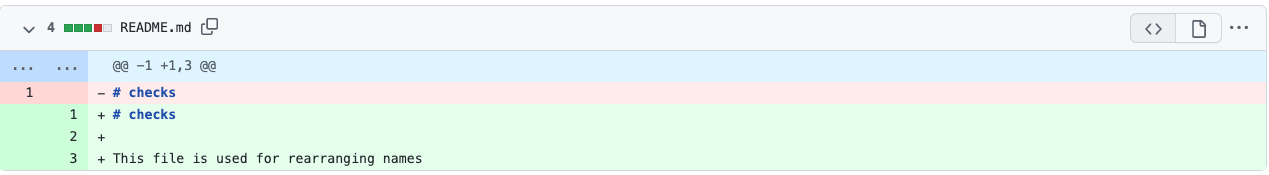 4 README.md
... ... @@ -1 +1,3 @@
1 - # checks
1 + # checks
2 +
3 + This file is used for rearranging names